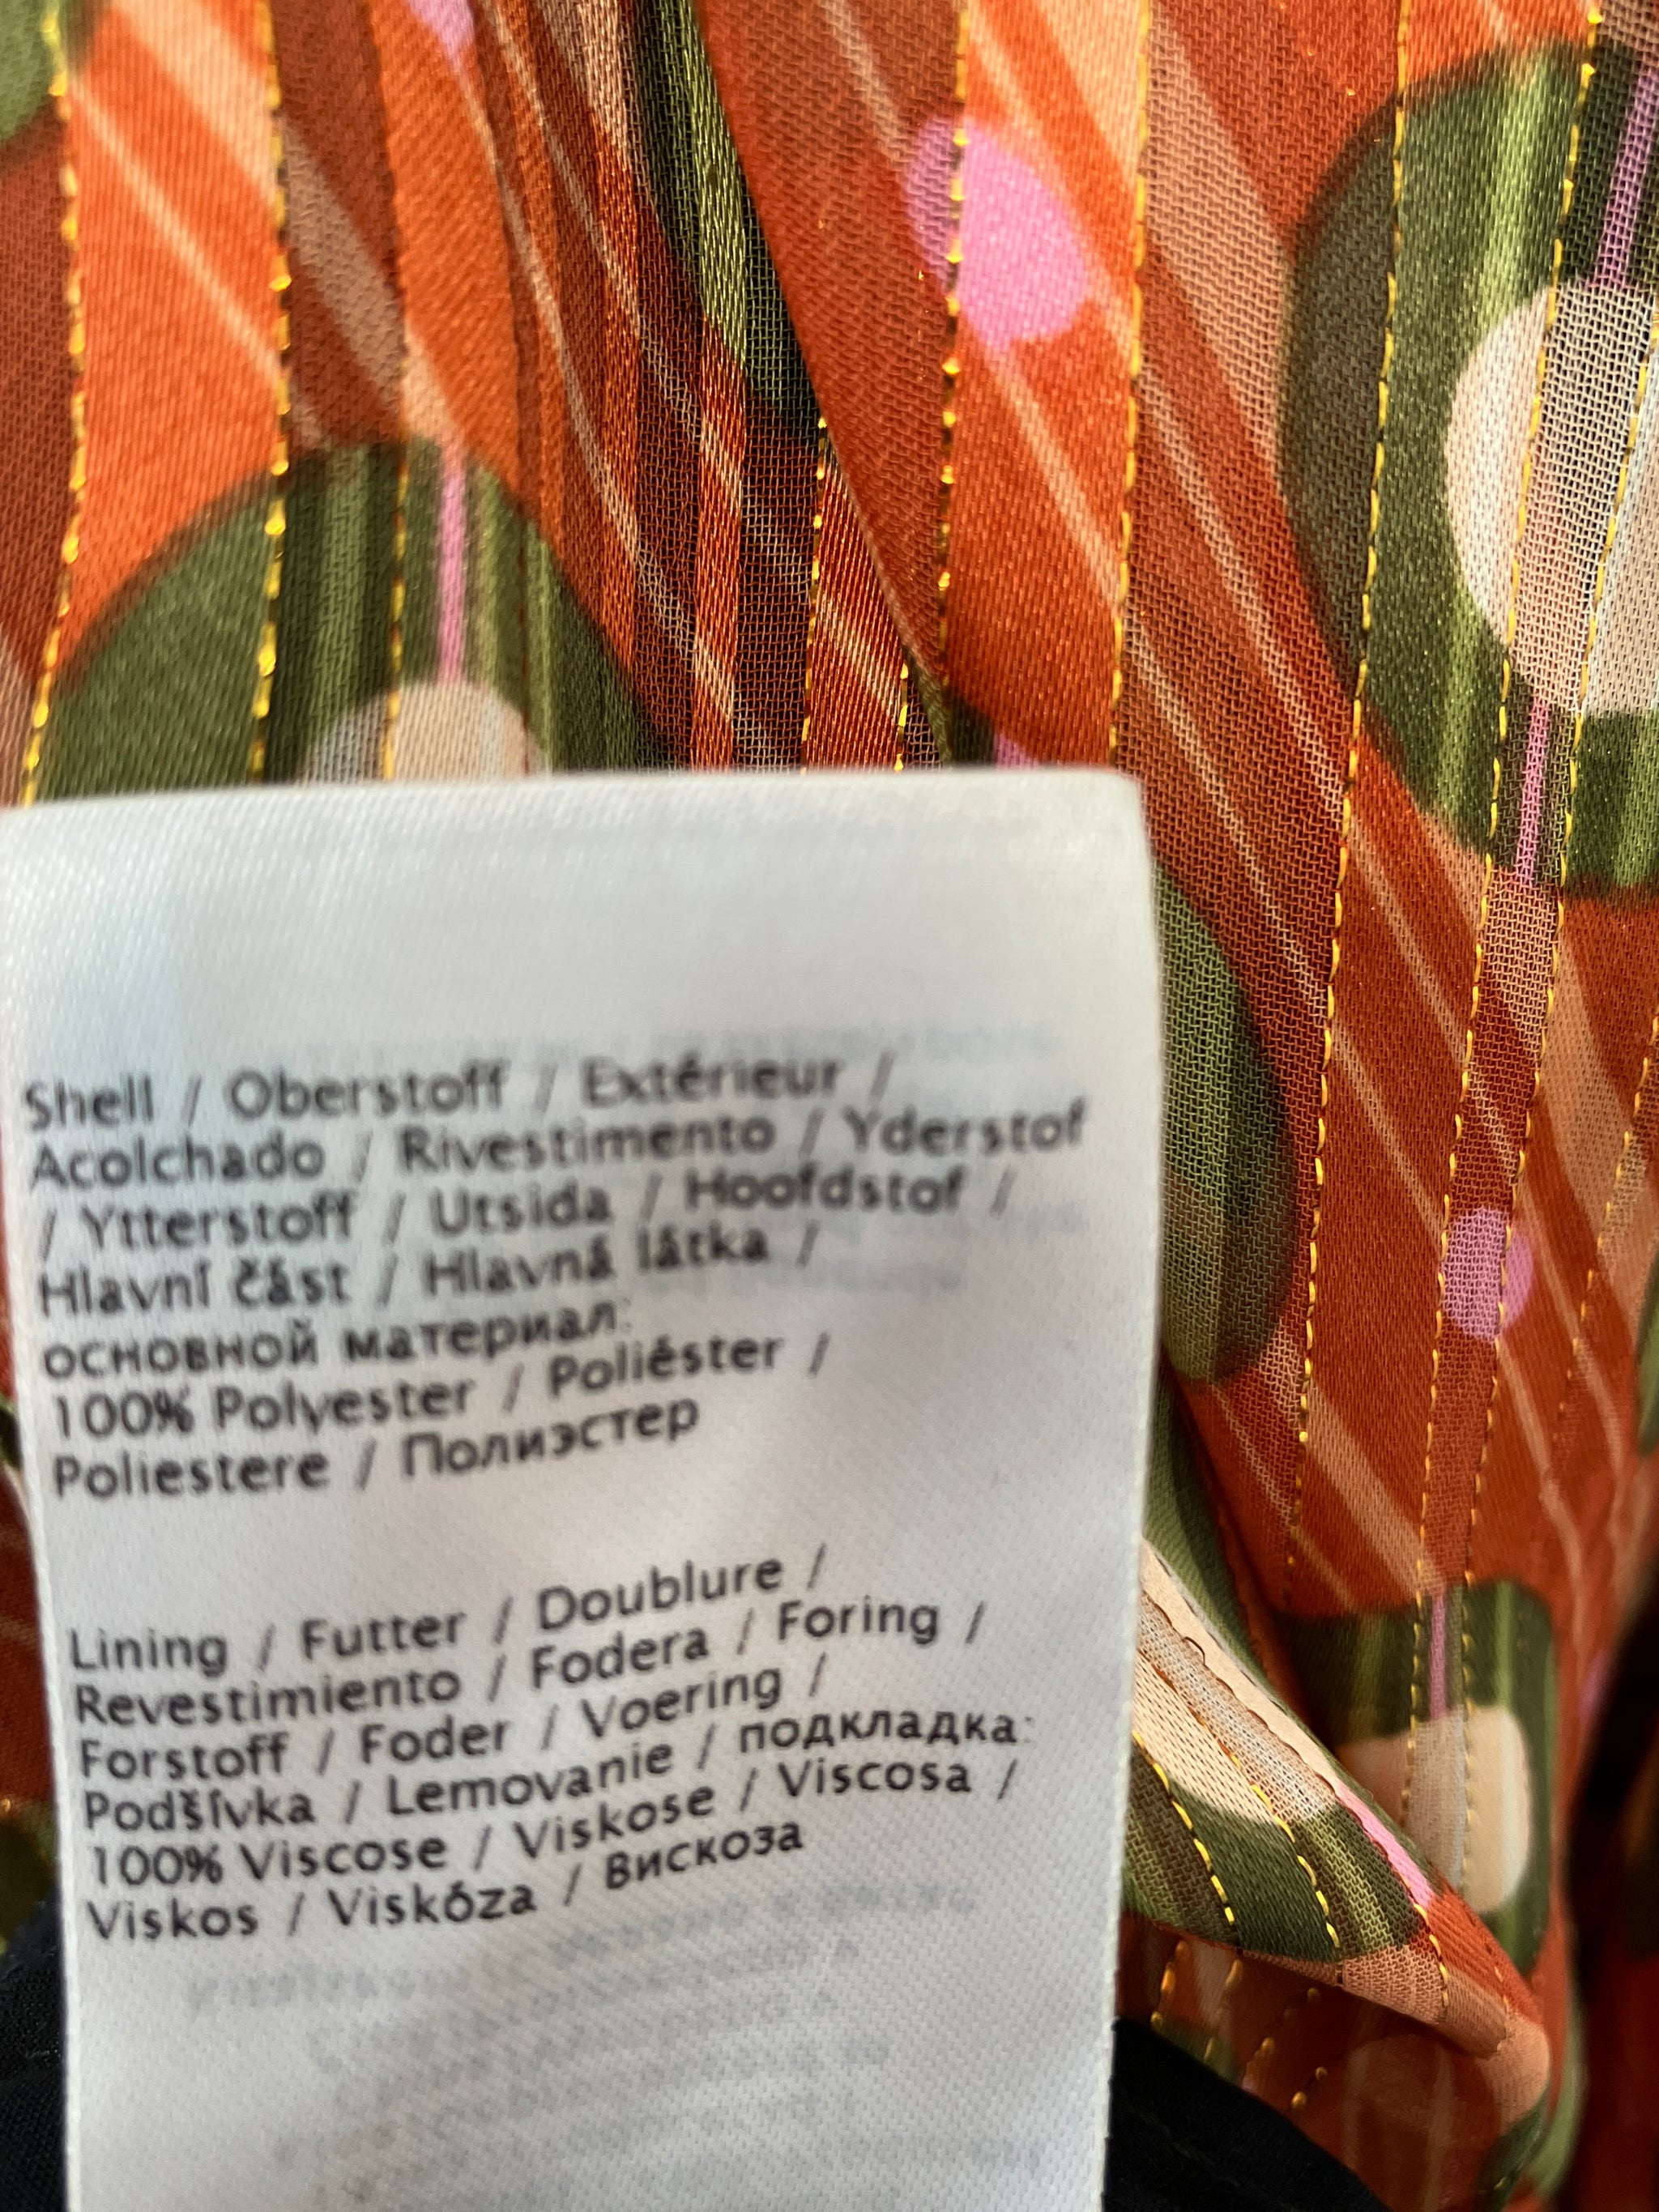 Shell / Oberstoff / Extérieur /
Acolchado / Rivestimento / Yderstof
/ Ytterstoff / Utsida / Hoofdstof /
Hlavní část / Hlavná látka /
основной материал:
100% Polyester / Poliéster /
Poliestere / Полиэстер
Lining / Futter / Doublure /
Revestimiento / Fodera / Foring /
Forstoff / Foder / Voering /
Podšívka / Lemovanie / подкладка:
100% Viscose / Viskose / Viscosa /
Viskos / Viskóza / Вискоза